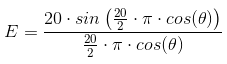 E = \frac{20 \cdot sin\left(\frac{20}{2} \cdot \pi \cdot cos(\theta)\right)}{\frac{20}{2} \cdot \pi \cdot cos(\theta)}